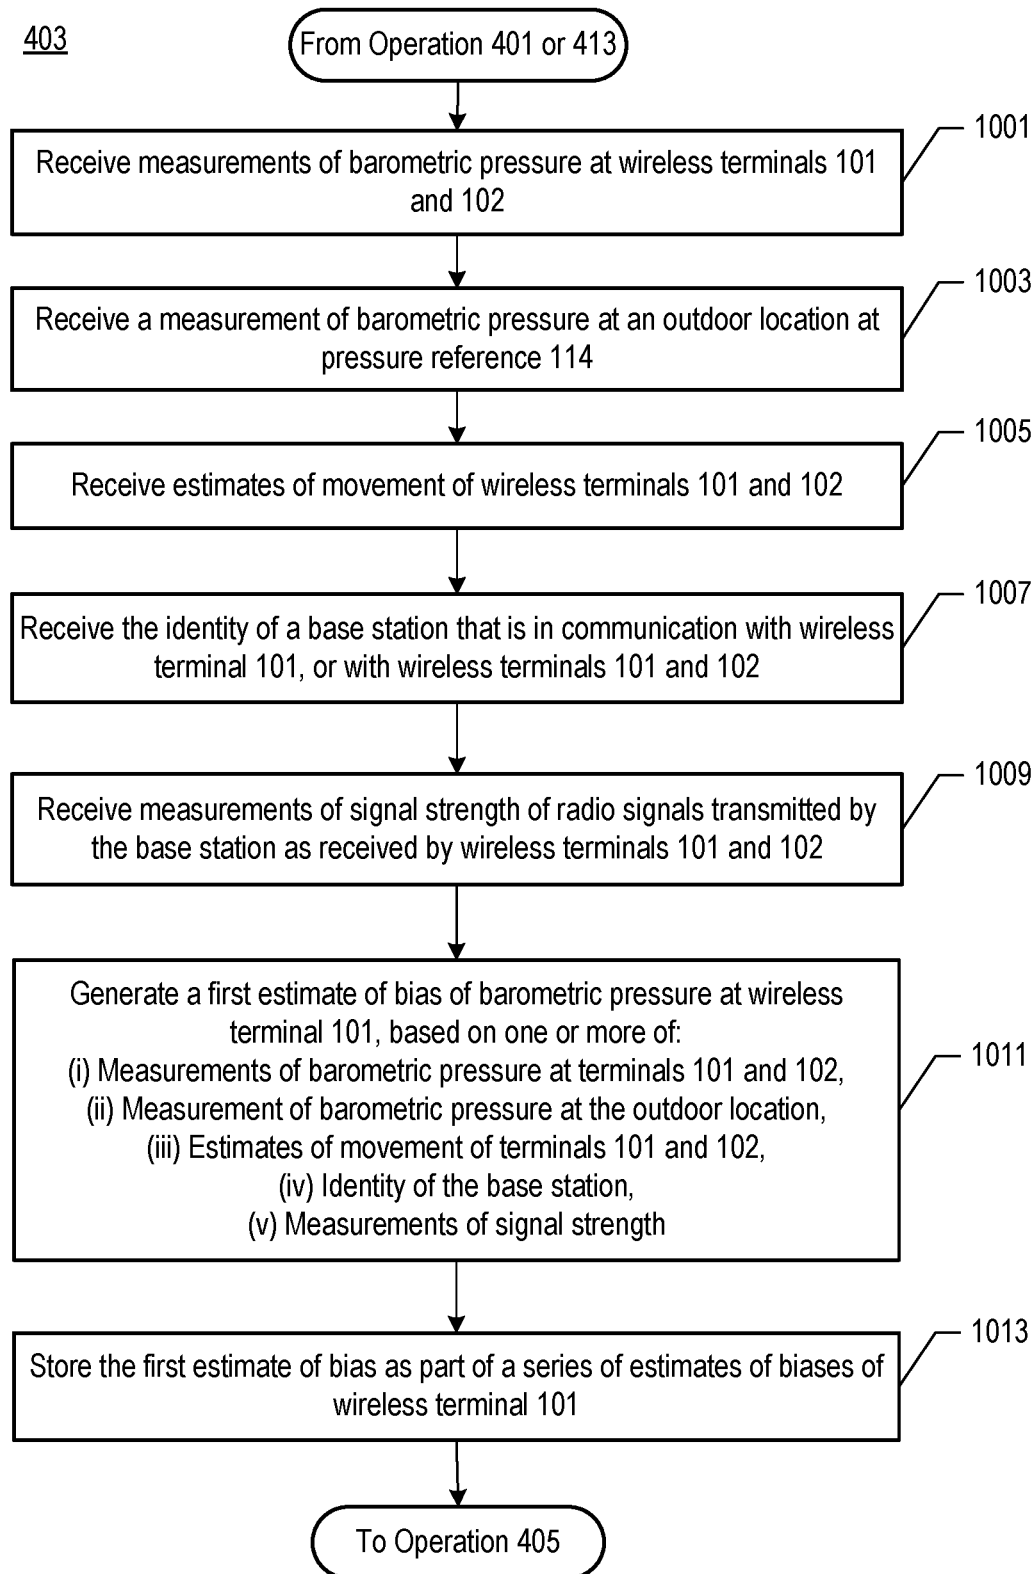 403
From Operation 401 or 413
1001
Receive measurements of barometric pressure at wireless terminals 101
and 102
1003
Receive a measurement of barometric pressure at an outdoor location at
pressure reference 114
1005
Receive estimates of movement of wireless terminals 101 and 102
1007
Receive the identity of a base station that is in communication with wireless
terminal 101, or with wireless terminals 101 and 102
1009
Receive measurements of signal strength of radio signals transmitted by
the base station as received by wireless terminals 101 and 102
Generate a first estimate of bias of barometric pressure at wireless
terminal 101, based on one or more of:
1011
(i) Measurements of barometric pressure at terminals 101 and 102,
(ii) Measurement of barometric pressure at the outdoor location,
(iii) Estimates of movement of terminals 101 and 102,
(iv) Identity of the base station,
(v) Measurements of signal strength
1013
Store the first estimate of bias as part of a series of estimates of biases of
wireless terminal 101
To Operation 405